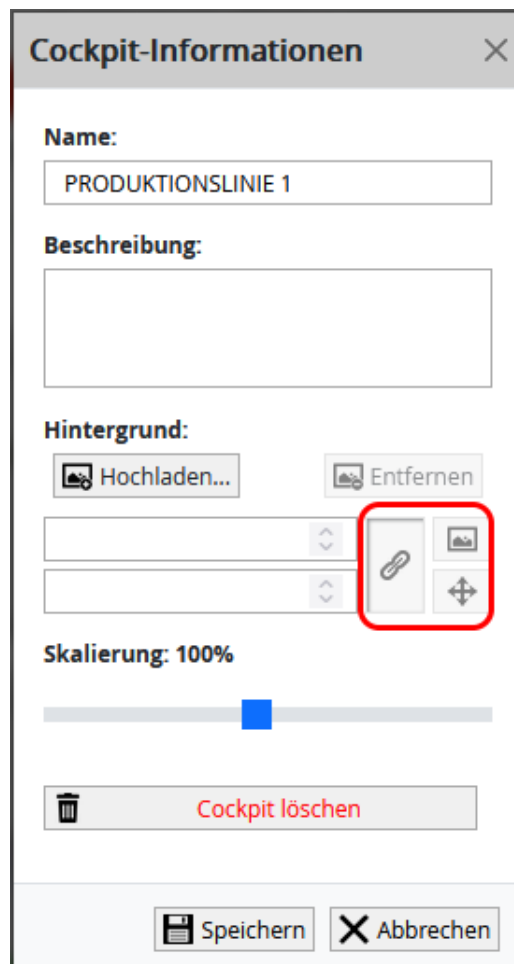 Cockpit-Informationen
Name:
PRODUKTIONSLINIE 1
Beschreibung:
Hintergrund:
Hochladen... Entfernen
Skalierung: 100%
Cockpit löschen
Speichern Abbrechen